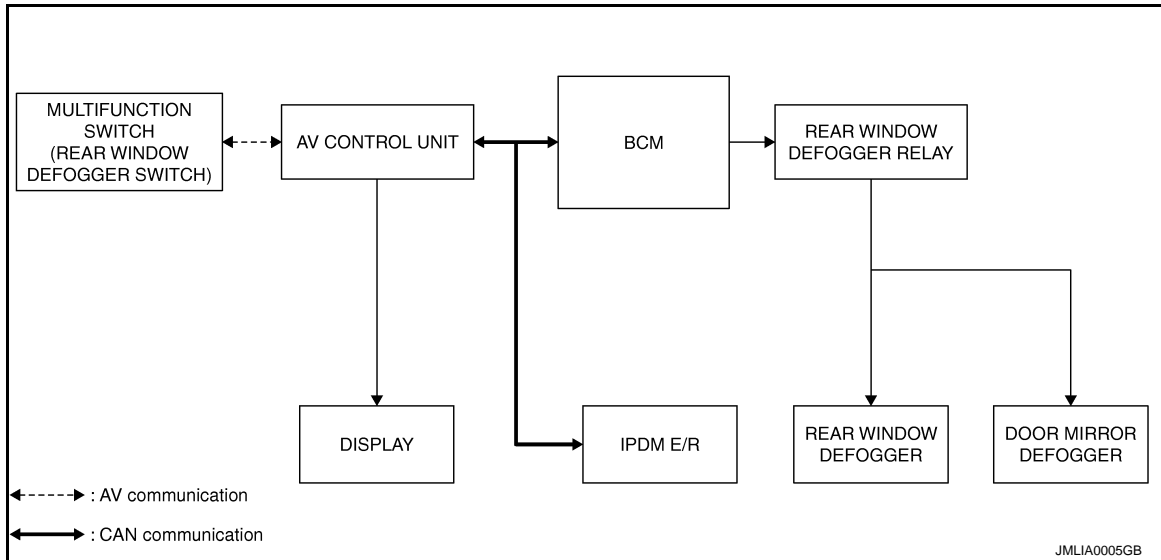 MULTIFUNCTION
SWITCH
(REAR WINDOW
DEFOGGER SWITCH)
AV CONTROL UNIT
BCM
REAR WINDOW
DEFOGGER RELAY
DISPLAY
IPDM E/R
REAR WINDOW
DEFOGGER
DOOR MIRROR
DEFOGGER
: AV communication
: CAN communication
JMLIA0005GB